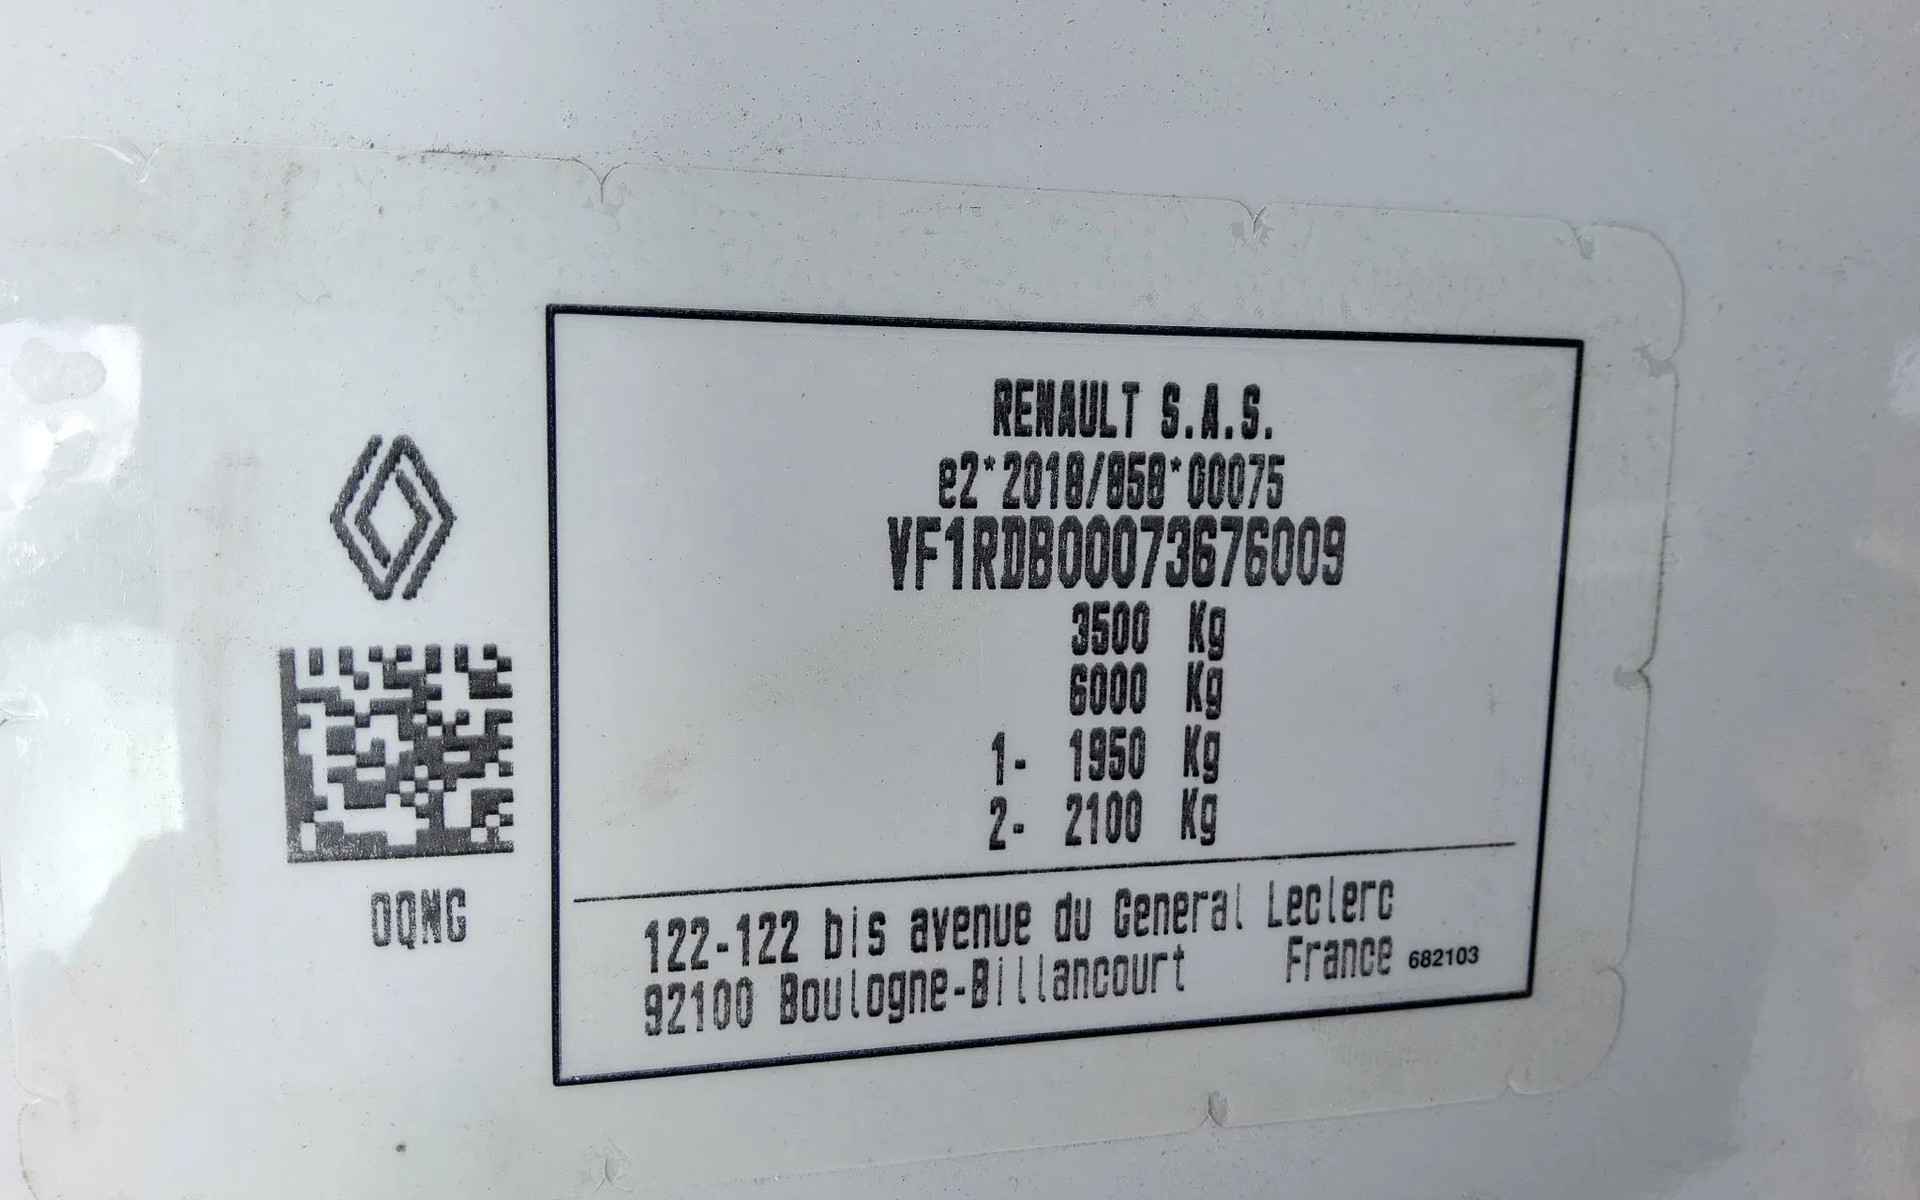 RENAULT S.A.S.
e2*2018/858*00075
VF1RDB00073676009
3500 Kg
6000 Kg
1- 1950 Kg
2- 2100 Kg
0QNG
122-122 bis avenue du General Leclerc
92100 Boulogne-Billancourt France 682103